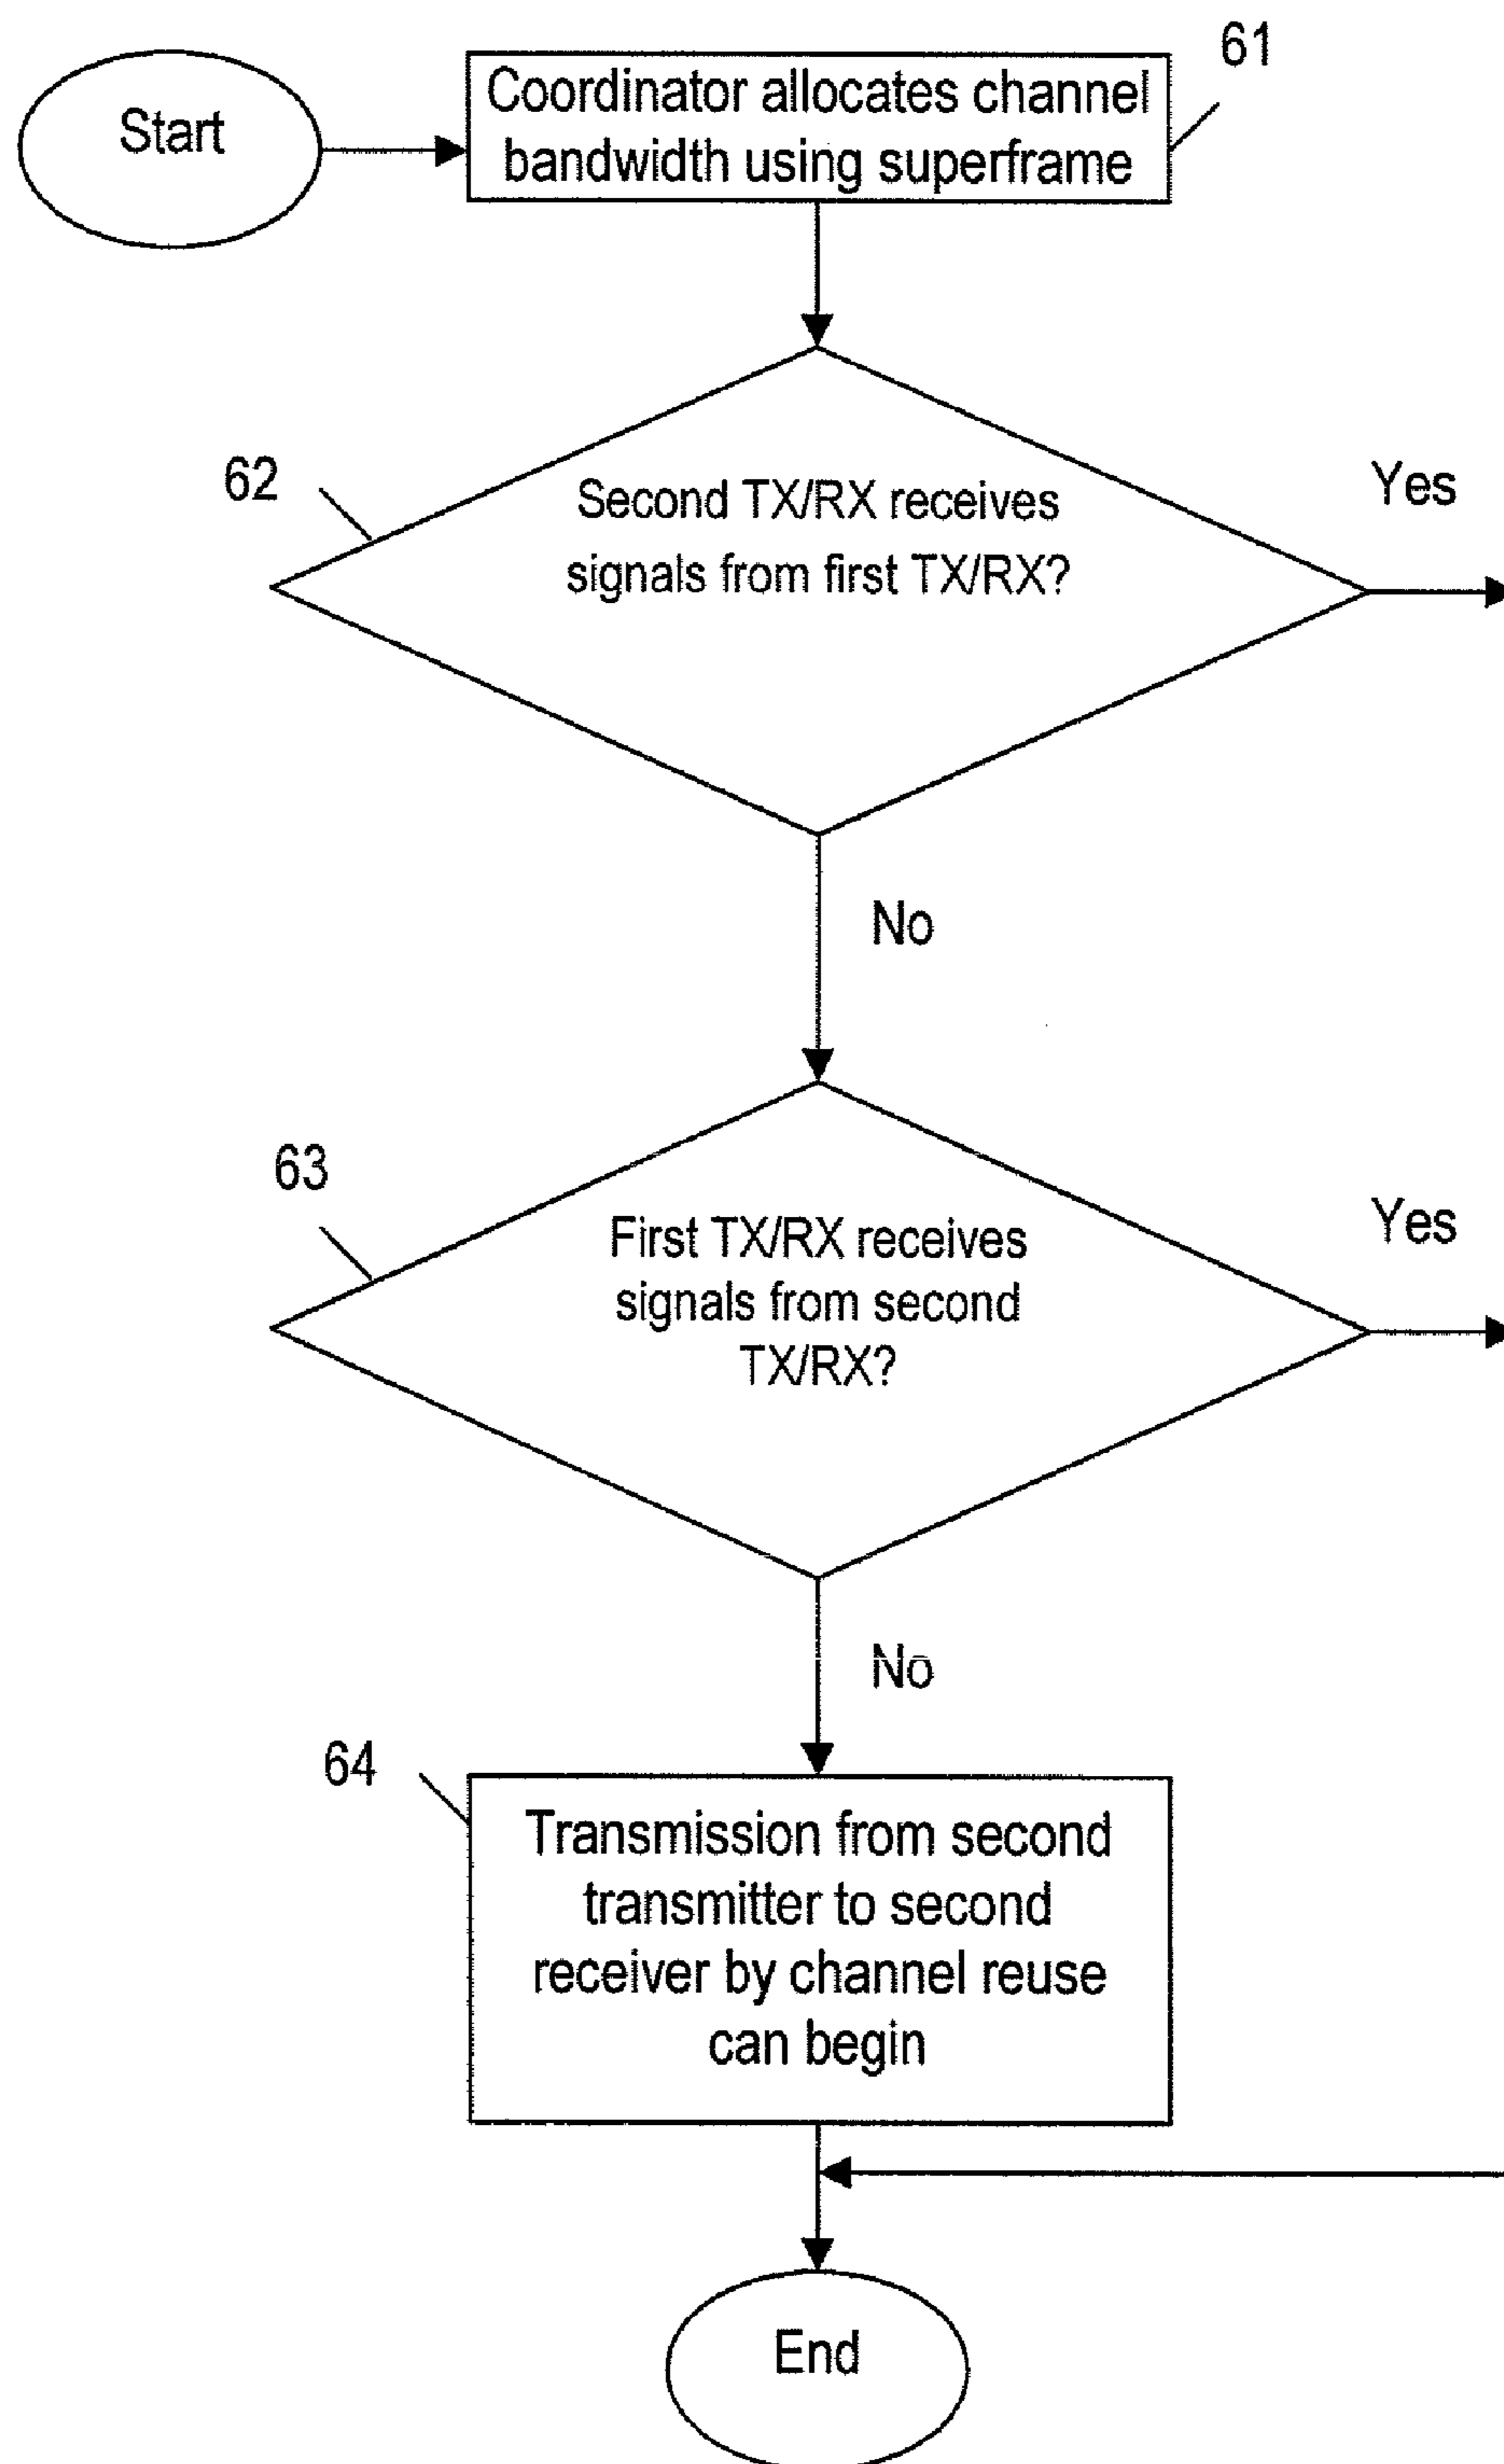 61
Start
Coordinator allocates channel
bandwidth using superframe
62
Second TX/RX receives
signals from first TX/RX?
Yes
No
63
First TX/RX receives
signals from second
TX/RX?
Yes
No
64
Transmission from second
transmitter to second
receiver by channel reuse
can begin
End